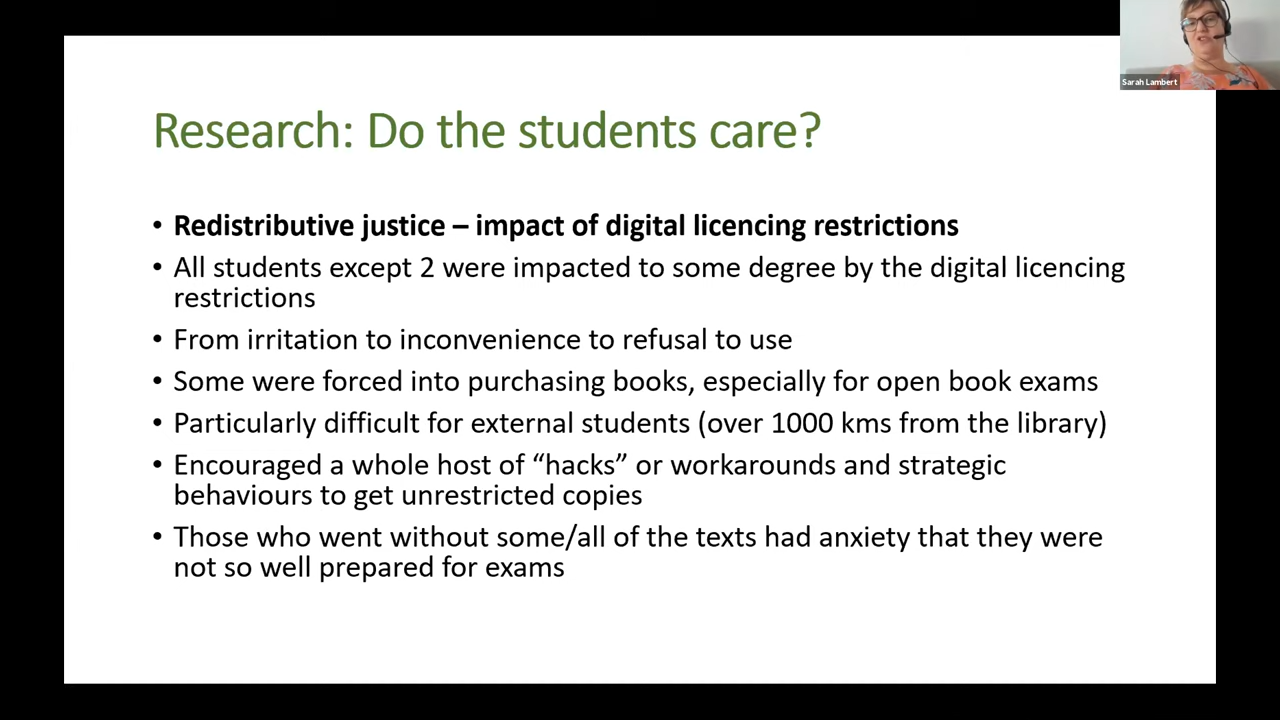 Sarah Lambert
Research: Do the students care?
• Redistributive justice – impact of digital licencing restrictions
• All students except 2 were impacted to some degree by the digital licencing
restrictions
• From irritation to inconvenience to refusal to use
• Some were forced into purchasing books, especially for open book exams
• Particularly difficult for external students (over 1000 kms from the library)
• Encouraged a whole host of “hacks” or workarounds and strategic
behaviours to get unrestricted copies
• Those who went without some/all of the texts had anxiety that they were
not so well prepared for exams